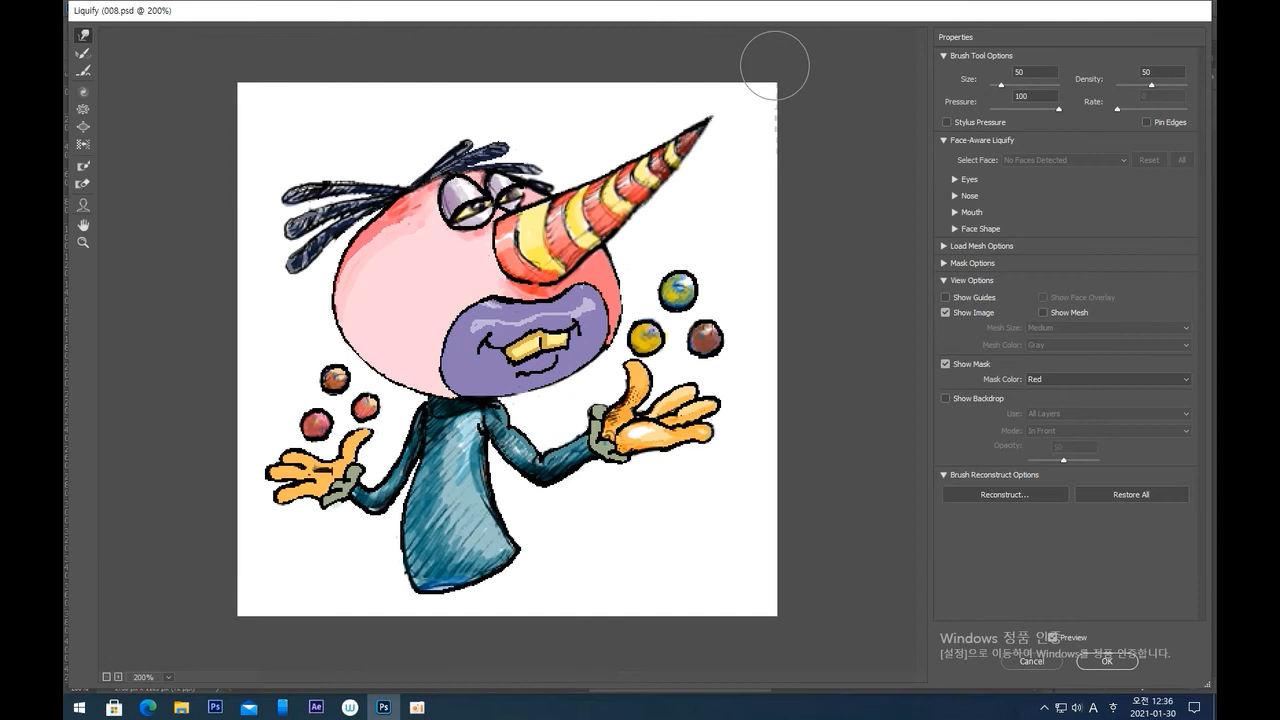 Liquify (008.psd @ 200%)
Properties
Brush Tool Options
Size: 50 Density: 50
Pressure: 100 Rate:
Stylus Pressure Pin Edges
Face-Aware Liquify
Select Face: No Faces Detected Reset All
Eyes
Nose
Mouth
Face Shape
Load Mesh Options
Mask Options
View Options
Show Guides Show Face Overlay
Show Image Show Mesh
Mesh Size: Medium
Mesh Color: Gray
Show Mask
Mask Color: Red
Show Backdrop
Use: All Layers
Mode: In Front
Opacity: 50
Brush Reconstruct Options
Reconstruct... Restore All
Windows 정품 인증
Preview
[설정]으로 이동하여 Windows를 정품 인증합니다.
Cancel OK
200%
Ps Ae Ps
A 오전 12:36
2021-01-30